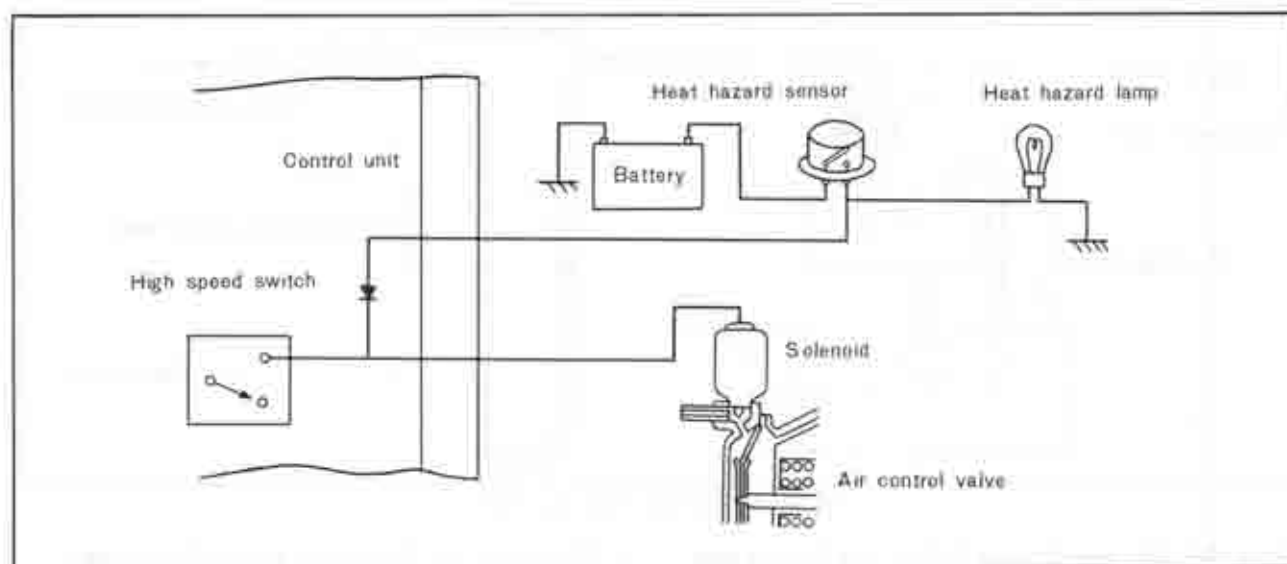 Heat hazard sensor
Heat hazard lamp
Control unit
Battery
High speed switch
Solenoid
Air control valve